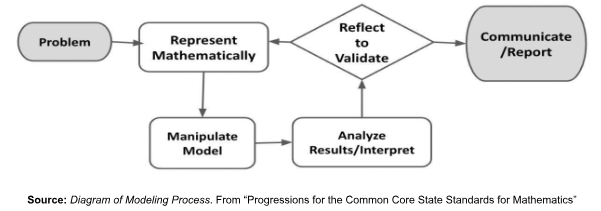 Problem
Represent
Mathematically
Reflect
to
Validate
Communicate
/Report
Manipulate
Model
Analyze
Results/Interpret
Source: Diagram of Modeling Process. From “Progressions for the Common Core State Standards for Mathematics”